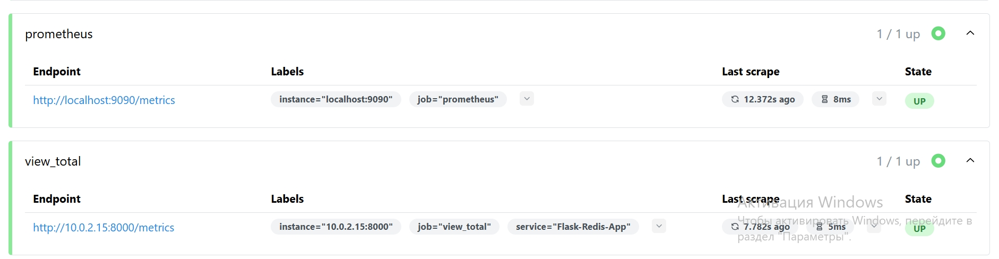 prometheus 1 / 1 up
Endpoint Labels Last scrape State
http://localhost:9090/metrics instance="localhost:9090" job="prometheus" 12.372s ago 8ms UP
view_total 1 / 1 up
Endpoint Labels Last scrape State
http://10.0.2.15:8000/metrics instance="10.0.2.15:8000" job="view_total" service="Flask-Redis-App" 7.782s ago 5ms UP
Активация Windows
Чтобы активировать Windows, перейдите в
раздел "Параметры".